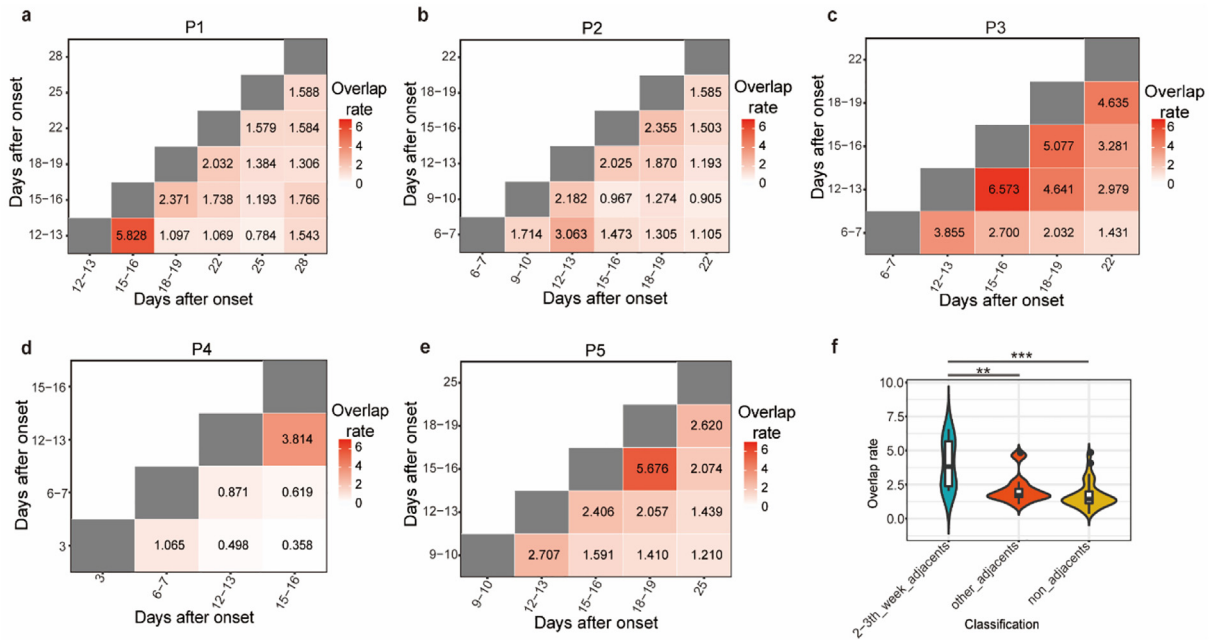 a
P1
Days after onset
28
25
22
18-19
15-16
12-13
1.588
1.579 1.584
2.032 1.384 1.306
2.371 1.738 1.193 1.766
5.828 1.097 1.069 0.784 1.543
12-13 15-16 18-19 22 25 28
Days after onset
Overlap
rate
6
4
2
0
b
P2
Days after onset
22
18-19
15-16
12-13
9-10
6-7
1.585
2.355 1.503
2.025 1.870 1.193
2.182 0.967 1.274 0.905
1.714 3.063 1.473 1.305 1.105
6-7 9-10 12-13 15-16 18-19 22
Days after onset
Overlap
rate
6
4
2
0
c
P3
Days after onset
22
18-19
15-16
12-13
6-7
4.635
5.077 3.281
6.573 4.641 2.979
3.855 2.700 2.032 1.431
6-7 12-13 15-16 18-19 22
Days after onset
Overlap
rate
6
4
2
0
d
P4
Days after onset
15-16
12-13
6-7
3
3.814
0.871 0.619
1.065 0.498 0.358
3 6-7 12-13 15-16
Days after onset
Overlap
rate
6
4
2
0
e
P5
Days after onset
25
18-19
15-16
12-13
9-10
2.620
5.676 2.074
2.406 2.057 1.439
2.707 1.591 1.410 1.210
9-10 12-13 15-16 18-19 25
Days after onset
Overlap
rate
6
4
2
0
f
***
**
Overlap rate
10.0
7.5
5.0
2.5
0.0
2-3th_week_adjacents
other_adjacents
non_adjacents
Classification